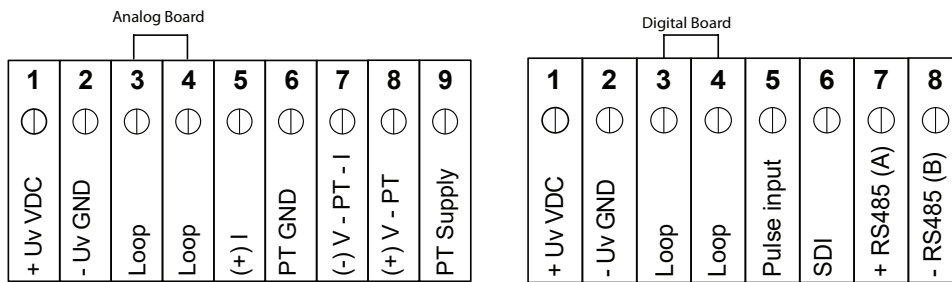 Analog Board
1 2 3 4 5 6 7 8 9
+ Uv VDC
- Uv GND
Loop
Loop
(+) I
PT GND
(-) V - PT - I
(+) V - PT
PT Supply
Digital Board
1 2 3 4 5 6 7 8
+ Uv VDC
- Uv GND
Loop
Loop
Pulse input
SDI
+ RS485 (A)
- RS485 (B)